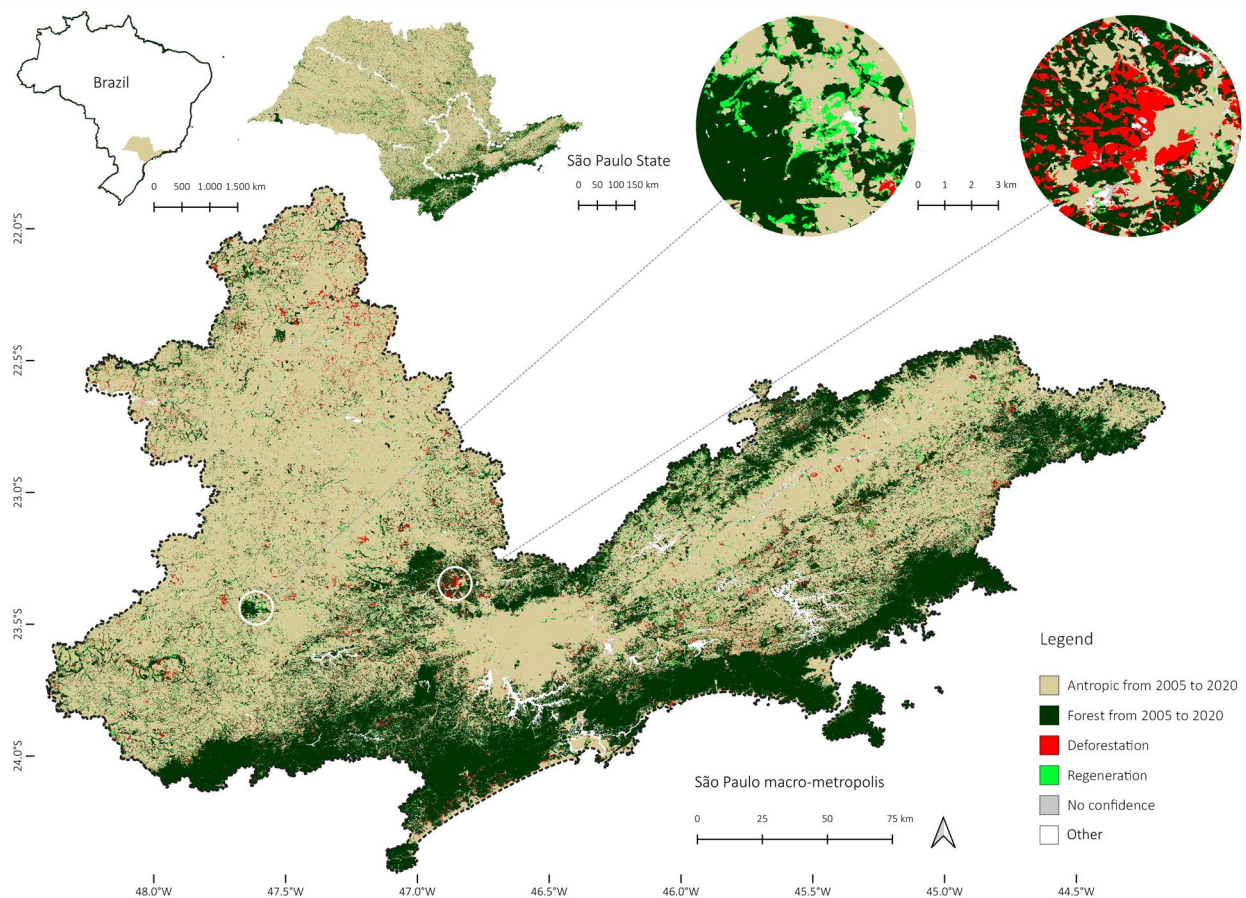 Brazil
0 500 1.000 1.500 km
São Paulo State
0 50 100 150 km
0 1 2 3 km
22.0°S
22.5°S
23.0°S
23.5°S
24.0°S
Legend
Antropic from 2005 to 2020
Forest from 2005 to 2020
Deforestation
Regeneration
No confidence
Other
São Paulo macro-metropolis
0 25 50 75 km
48.0°W 47.5°W 47.0°W 46.5°W 46.0°W 45.5°W 45.0°W 44.5°W